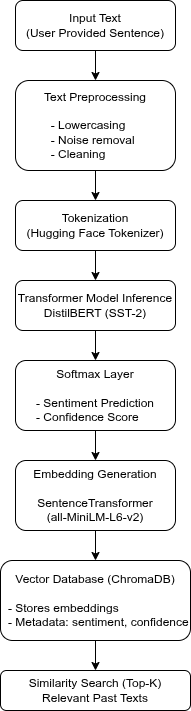 Input Text
(User Provided Sentence)
Text Preprocessing
- Lowercasing
- Noise removal
- Cleaning
Tokenization
(Hugging Face Tokenizer)
Transformer Model Inference
DistilBERT (SST-2)
Softmax Layer
- Sentiment Prediction
- Confidence Score
Embedding Generation
SentenceTransformer
(all-MiniLM-L6-v2)
Vector Database (ChromaDB)
- Stores embeddings
- Metadata: sentiment, confidence
Similarity Search (Top-K)
Relevant Past Texts